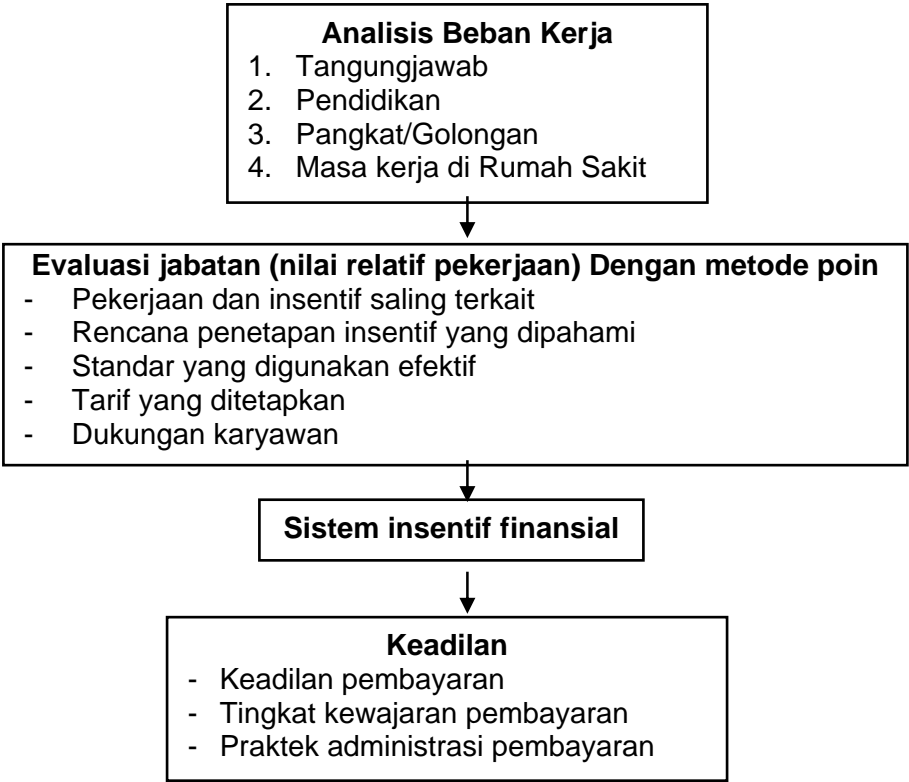 Analisis Beban Kerja
1. Tangungjawab
2. Pendidikan
3. Pangkat/Golongan
4. Masa kerja di Rumah Sakit
Evaluasi jabatan (nilai relatif pekerjaan) Dengan metode poin
- Pekerjaan dan insentif saling terkait
- Rencana penetapan insentif yang dipahami
- Standar yang digunakan efektif
- Tarif yang ditetapkan
- Dukungan karyawan
Sistem insentif finansial
Keadilan
- Keadilan pembayaran
- Tingkat kewajaran pembayaran
- Praktek administrasi pembayaran